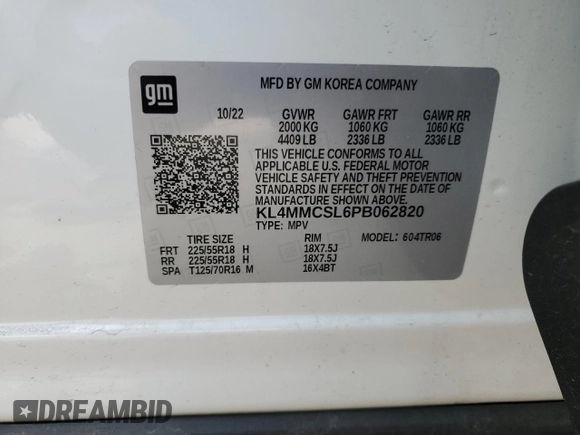 gm
MFD BY GM KOREA COMPANY
10/22 GVWR GAWR FRT GAWR RR
2000 KG 1060 KG 1060 KG
4409 LB 2336 LB 2336 LB
THIS VEHICLE CONFORMS TO ALL
APPLICABLE U.S. FEDERAL MOTOR
VEHICLE SAFETY AND THEFT PREVENTION
STANDARDS IN EFFECT ON THE DATE OF
MANUFACTURE SHOWN ABOVE.
KL4MMCSL6PB062820
TYPE: MPV MODEL: 604TR06
TIRE SIZE RIM
FRT 225/55R18 H 18X7.5J
RR 225/55R18 H 18X7.5J
SPA T125/70R16 M 16X4BT
DREAMBID